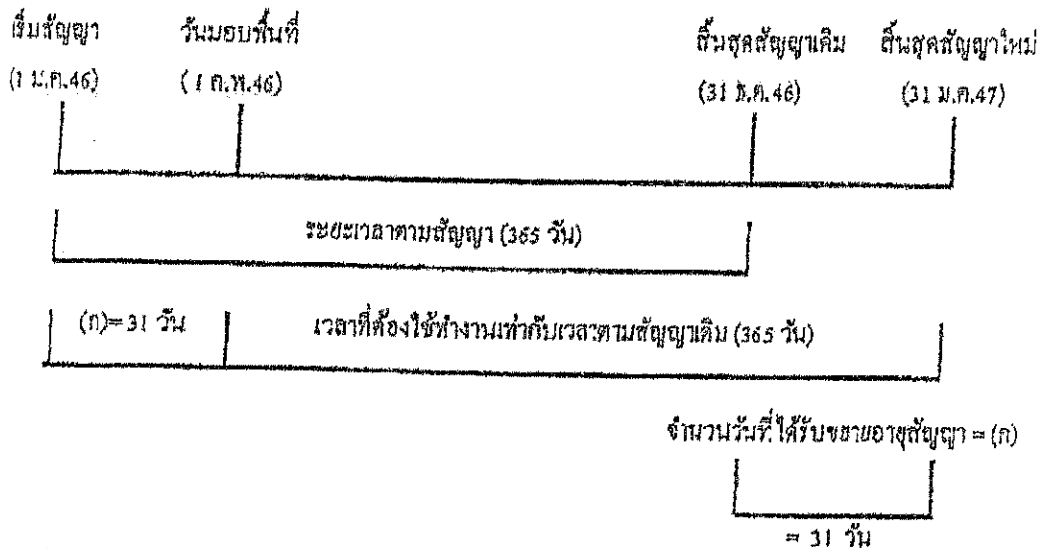 เริ่มสัญญา วันมอบพื้นที่ สิ้นสุดสัญญาเดิม สิ้นสุดสัญญาใหม่
(1 ม.ค.46) (1 ก.พ.46) (31 ธ.ค.46) (31 ม.ค.47)
ระยะเวลาตามสัญญา (365 วัน)
(ก)=31 วัน เวลาที่ต้องใช้ทำงานเท่ากับเวลาตามสัญญาเดิม (365 วัน)
จำนวนวันที่ได้รับขยายอายุสัญญา = (ก)
= 31 วัน